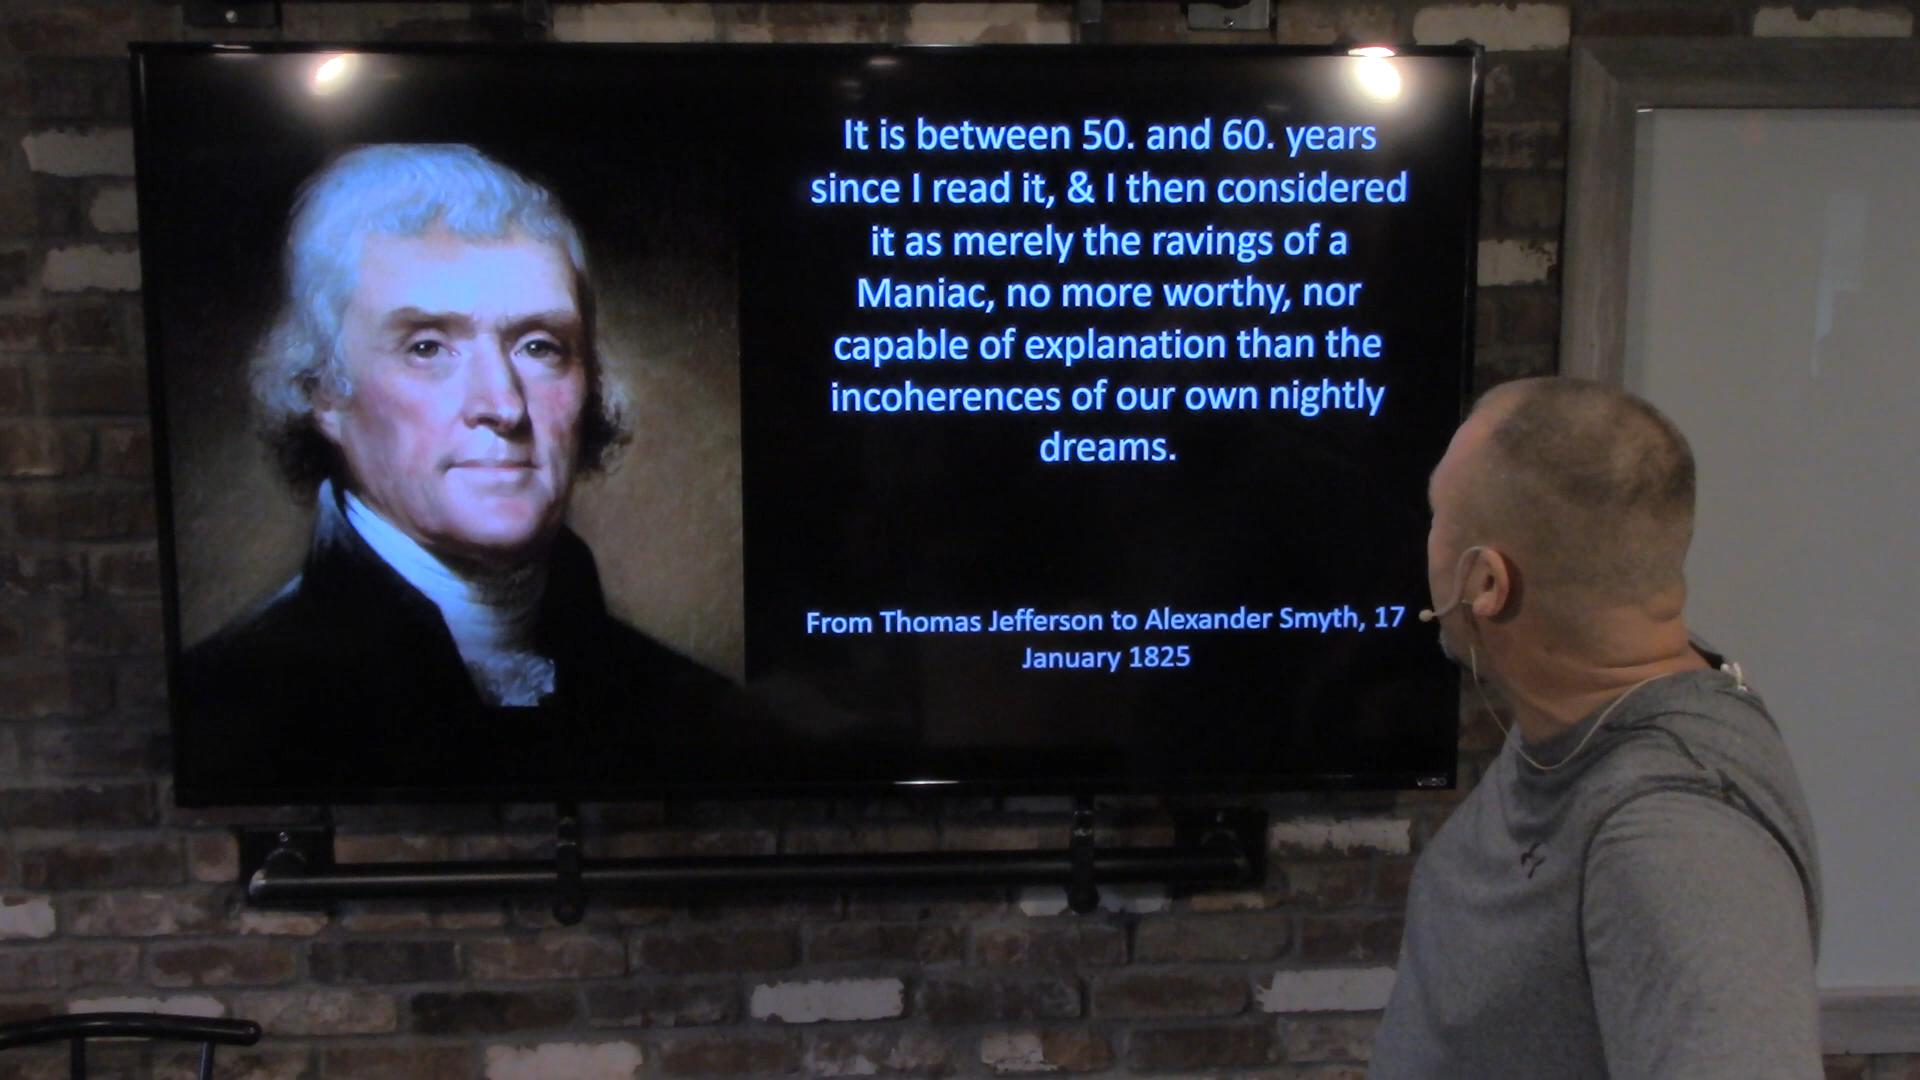 It is between 50. and 60. years
since I read it, & I then considered
it as merely the ravings of a
Maniac, no more worthy, nor
capable of explanation than the
incoherences of our own nightly
dreams.
From Thomas Jefferson to Alexander Smyth, 17
January 1825
VIZIO